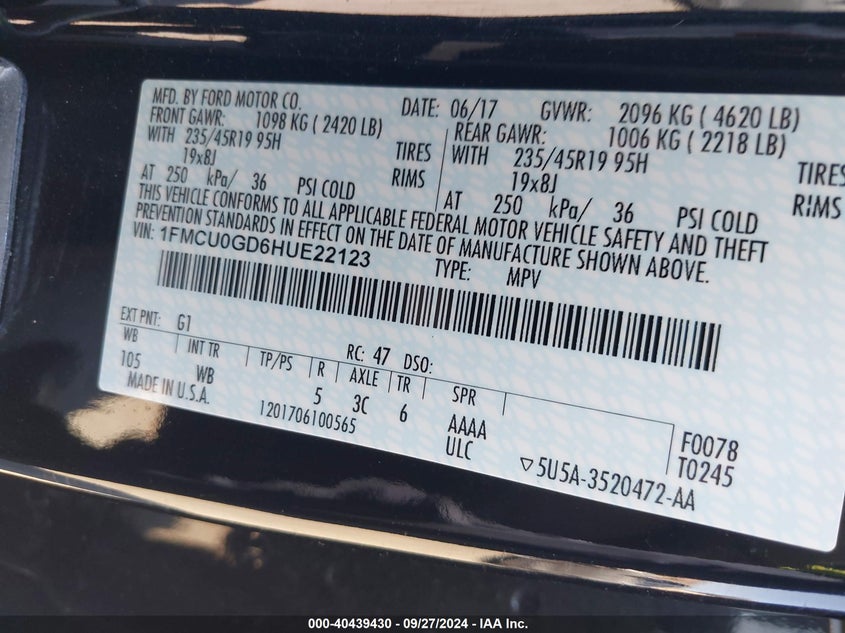 MFD. BY FORD MOTOR CO. DATE: 06/17 GVWR: 2096 KG ( 4620 LB)
FRONT GAWR: 1098 KG ( 2420 LB) REAR GAWR: 1006 KG ( 2218 LB)
WITH 235/45R19 95H TIRES WITH 235/45R19 95H TIRES
19x8J RIMS 19x8J RIMS
AT 250 kPa/ 36 PSI COLD AT 250 kPa/ 36 PSI COLD
THIS VEHICLE CONFORMS TO ALL APPLICABLE FEDERAL MOTOR VEHICLE SAFETY AND THEFT
PREVENTION STANDARDS IN EFFECT ON THE DATE OF MANUFACTURE SHOWN ABOVE.
VIN: 1FMCU0GD6HUE22123 TYPE: MPV
EXT PNT: G1 RC: 47 DSO:
WB INT TR TP/PS R AXLE TR SPR
105 WB 5 3C 6 AAAA F0078
MADE IN U.S.A. 1201706100565 ULC T0245
▽5U5A-3520472-AA
000-40439430 - 09/27/2024 - IAA Inc.